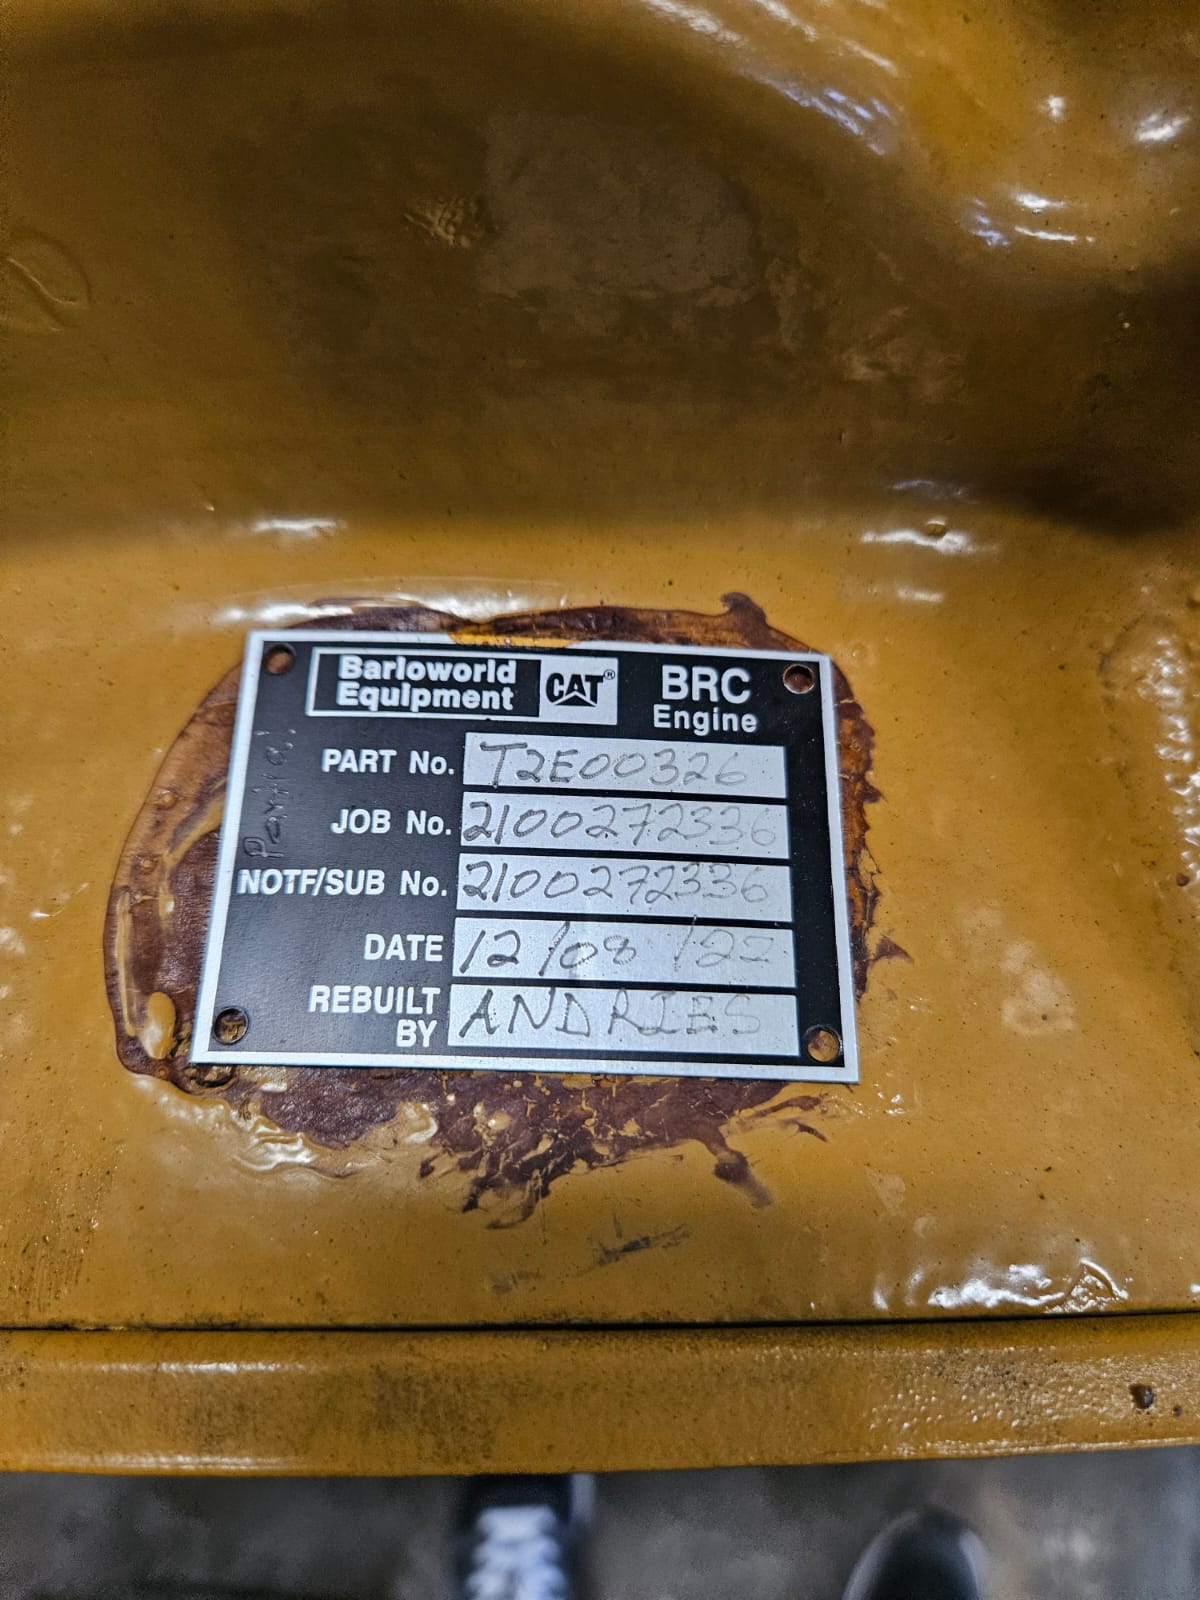 Barloworld
Equipment
CAT®
BRC
Engine
PART No. T2E00326
JOB No. 2100272336
NOTF/SUB No. 2100272336
DATE 12/08/22
REBUILT
BY ANDRIES
Partial